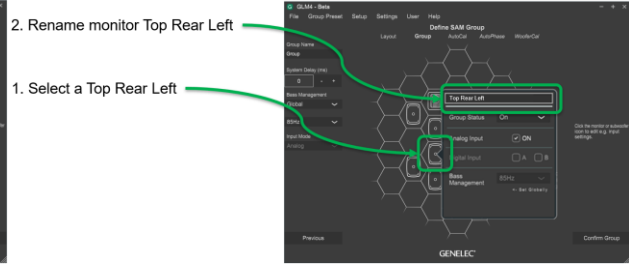 2. Rename monitor Top Rear Left
1. Select a Top Rear Left
GLM4 - Beta
File Group Preset Setup Settings User Help
Define SAM Group
Layout Group AutoCal AutoPhase WooferCal
Group Name
Group
System Delay (ms)
0 - +
Bass Management
Global
85Hz
Input Mode
Analog
Top Rear Left
Group Status On
Analog Input ON
Digital Input A B
Bass Management 85Hz
<- Set Globally
Click the monitor or subwoofer
icon to edit e.g. input
settings.
Previous
GENELEC
Confirm Group